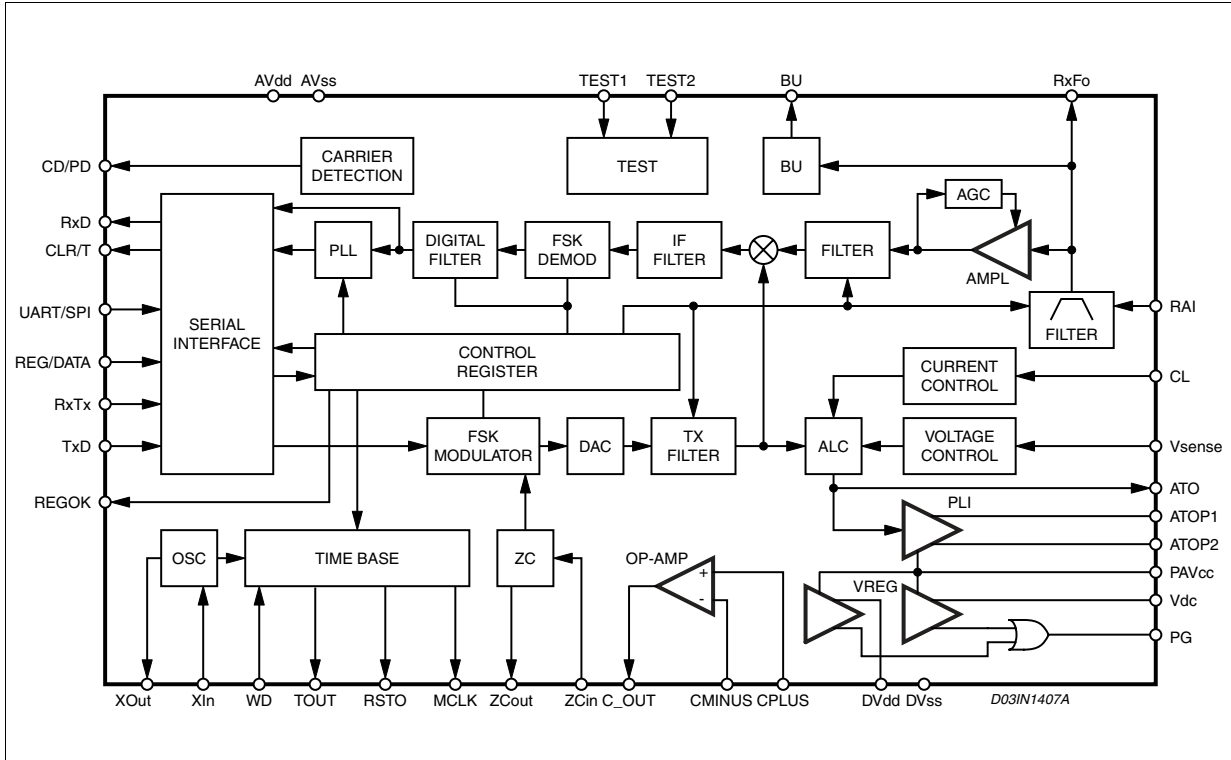 AVdd AVss TEST1 TEST2 BU RxFo
CD/PD
CARRIER
DETECTION
TEST
BU
AGC
RxD
CLR/T
PLL
DIGITAL
FILTER
FSK
DEMOD
IF
FILTER
FILTER
AMPL
UART/SPI
SERIAL
INTERFACE
FILTER
RAI
REG/DATA
CONTROL
REGISTER
CURRENT
CONTROL
CL
RxTx
TxD
FSK
MODULATOR
DAC
TX
FILTER
ALC
VOLTAGE
CONTROL
Vsense
REGOK
ATO
PLI
ATOP1
ATOP2
OSC
TIME BASE
ZC
OP-AMP
+
-
VREG
PAVcc
Vdc
PG
XOut XIn WD TOUT RSTO MCLK ZCout ZCin C_OUT CMINUS CPLUS DVdd DVss
D03IN1407A